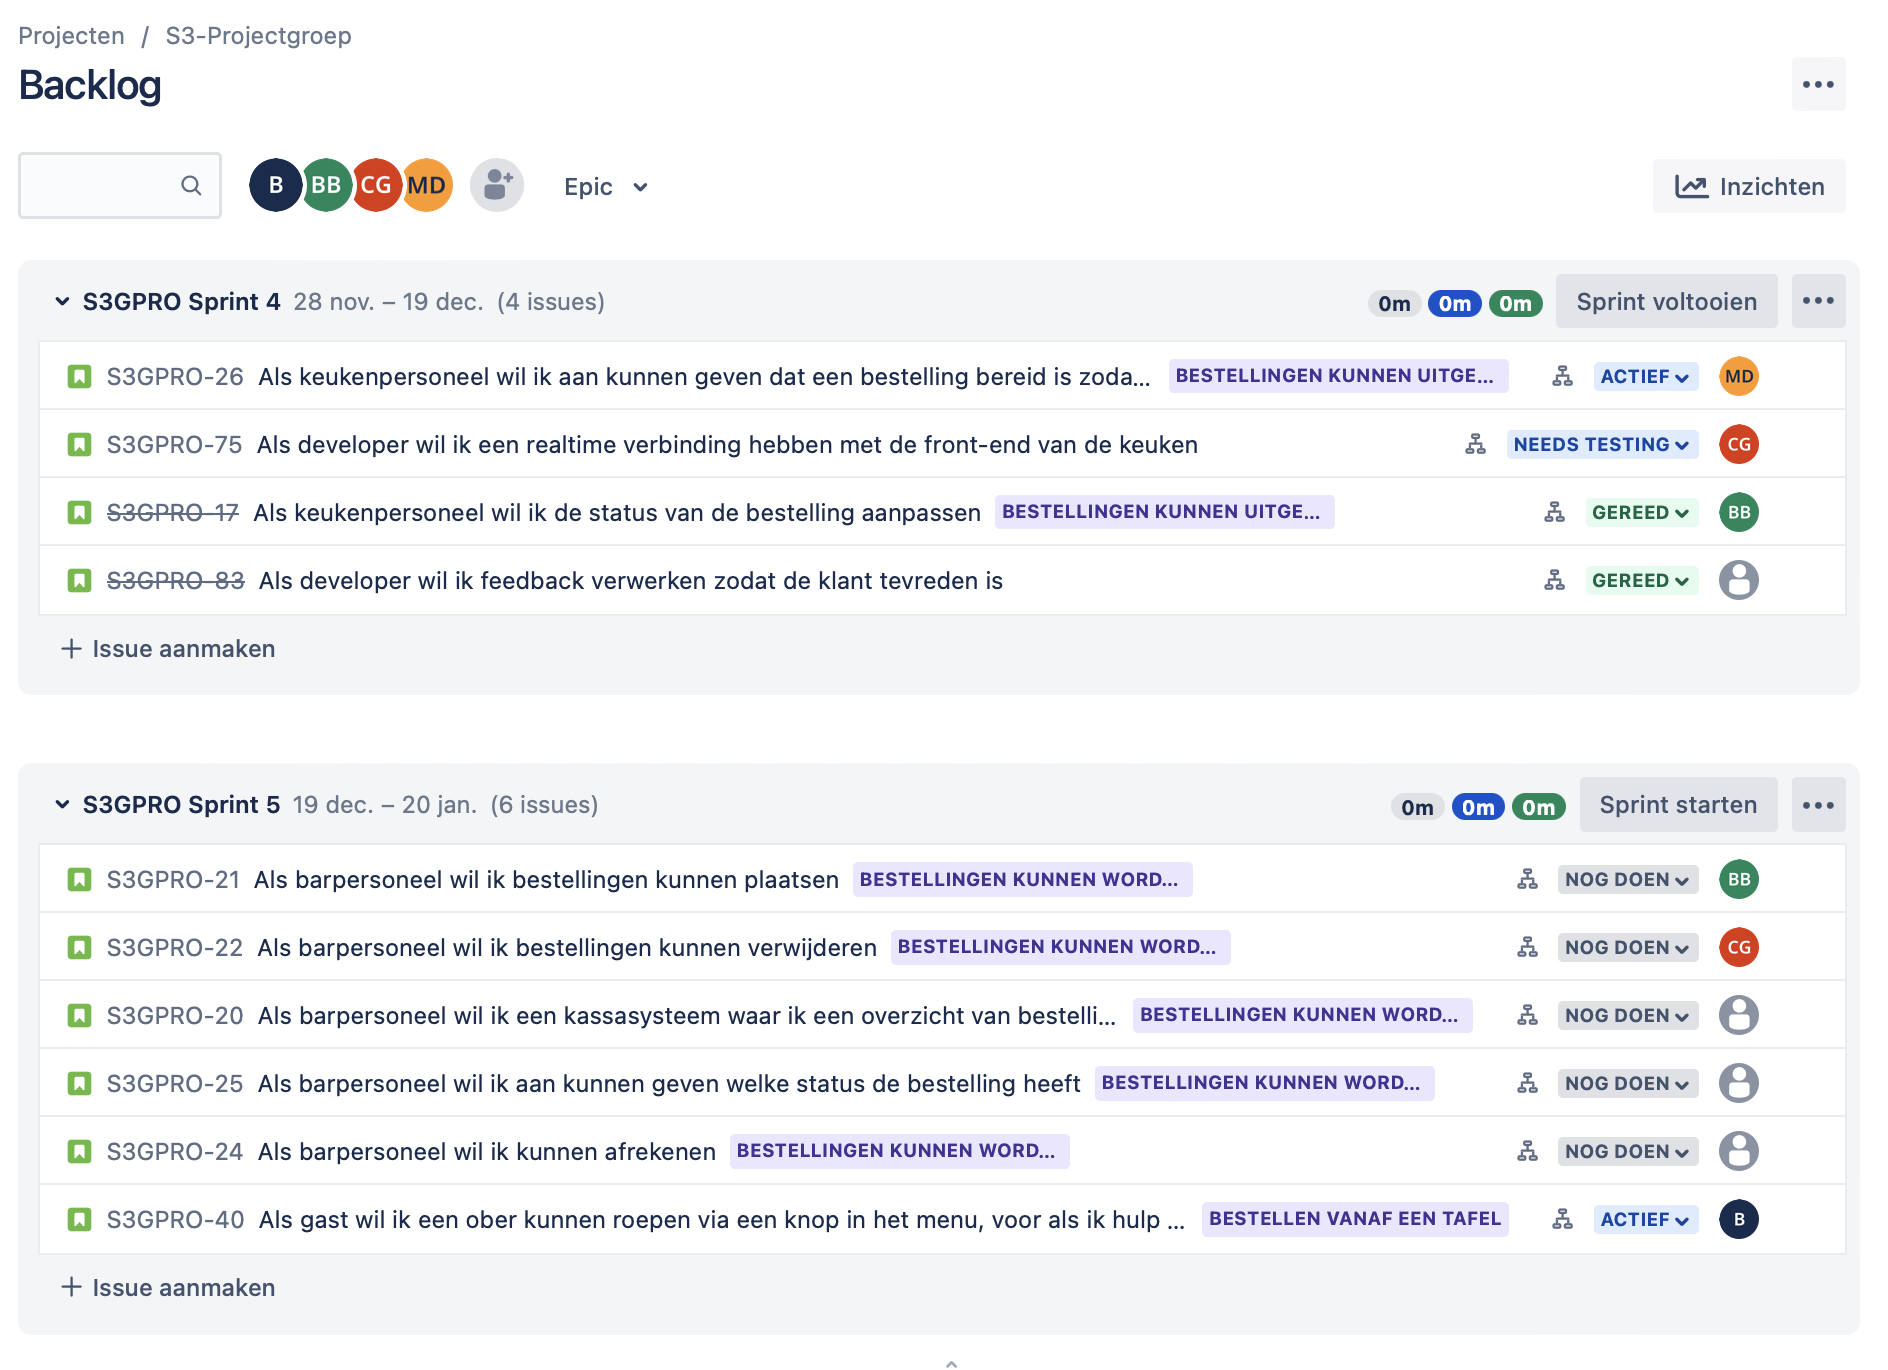 Projecten / S3-Projectgroep
Backlog
B BB CG MD Epic Inzichten
S3GPRO Sprint 4 28 nov. – 19 dec. (4 issues) 0m 0m 0m Sprint voltooien
S3GPRO-26 Als keukenpersoneel wil ik aan kunnen geven dat een bestelling bereid is zoda... BESTELLINGEN KUNNEN UITGE... ACTIEF MD
S3GPRO-75 Als developer wil ik een realtime verbinding hebben met de front-end van de keuken NEEDS TESTING CG
S3GPRO-17 Als keukenpersoneel wil ik de status van de bestelling aanpassen BESTELLINGEN KUNNEN UITGE... GEREED BB
S3GPRO-83 Als developer wil ik feedback verwerken zodat de klant tevreden is GEREED
Issue aanmaken
S3GPRO Sprint 5 19 dec. – 20 jan. (6 issues) 0m 0m 0m Sprint starten
S3GPRO-21 Als barpersoneel wil ik bestellingen kunnen plaatsen BESTELLINGEN KUNNEN WORD... NOG DOEN BB
S3GPRO-22 Als barpersoneel wil ik bestellingen kunnen verwijderen BESTELLINGEN KUNNEN WORD... NOG DOEN CG
S3GPRO-20 Als barpersoneel wil ik een kassasysteem waar ik een overzicht van bestelli... BESTELLINGEN KUNNEN WORD... NOG DOEN
S3GPRO-25 Als barpersoneel wil ik aan kunnen geven welke status de bestelling heeft BESTELLINGEN KUNNEN WORD... NOG DOEN
S3GPRO-24 Als barpersoneel wil ik kunnen afrekenen BESTELLINGEN KUNNEN WORD... NOG DOEN
S3GPRO-40 Als gast wil ik een ober kunnen roepen via een knop in het menu, voor als ik hulp ... BESTELLEN VANAF EEN TAFEL ACTIEF B
Issue aanmaken